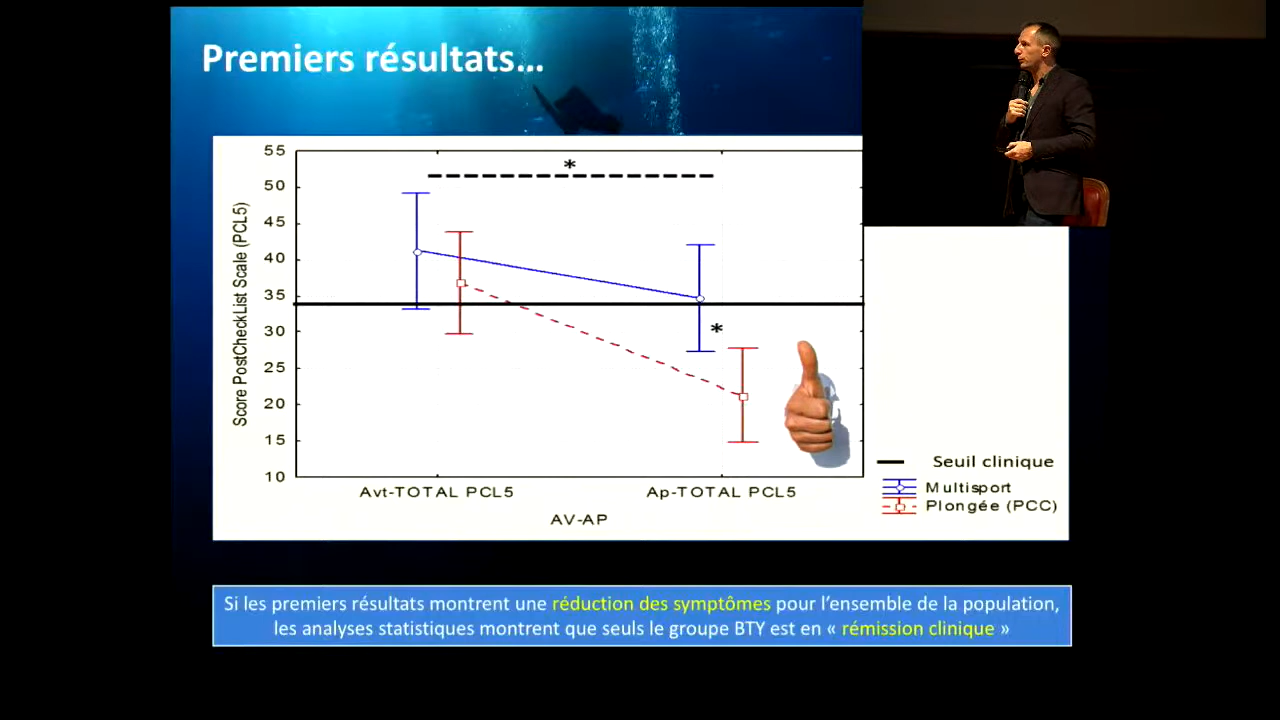 Premiers résultats…
Score PostCheckList Scale (PCL5)
55
50
45
40
35
30
25
20
15
10
*
*
Avt-TOTAL PCL5
Ap-TOTAL PCL5
AV-AP
Seuil clinique
Multisport
Plongée (PCC)
Si les premiers résultats montrent une réduction des symptômes pour l’ensemble de la population,
les analyses statistiques montrent que seuls le groupe BTY est en « rémission clinique »